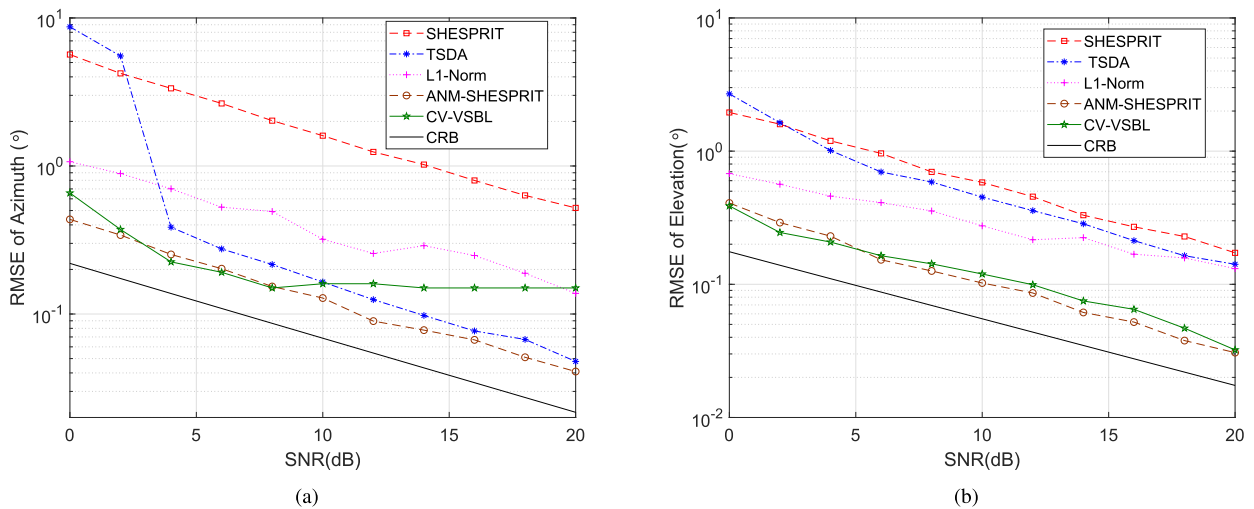 10^1
10^0
10^-1
RMSE of Azimuth (°)
0
5
10
15
20
SNR(dB)
SHESPRIT
TSDA
L1-Norm
ANM-SHESPRIT
CV-VSBL
CRB
(a)
10^1
10^0
10^-1
10^-2
RMSE of Elevation(°)
0
5
10
15
20
SNR(dB)
SHESPRIT
TSDA
L1-Norm
ANM-SHESPRIT
CV-VSBL
CRB
(b)